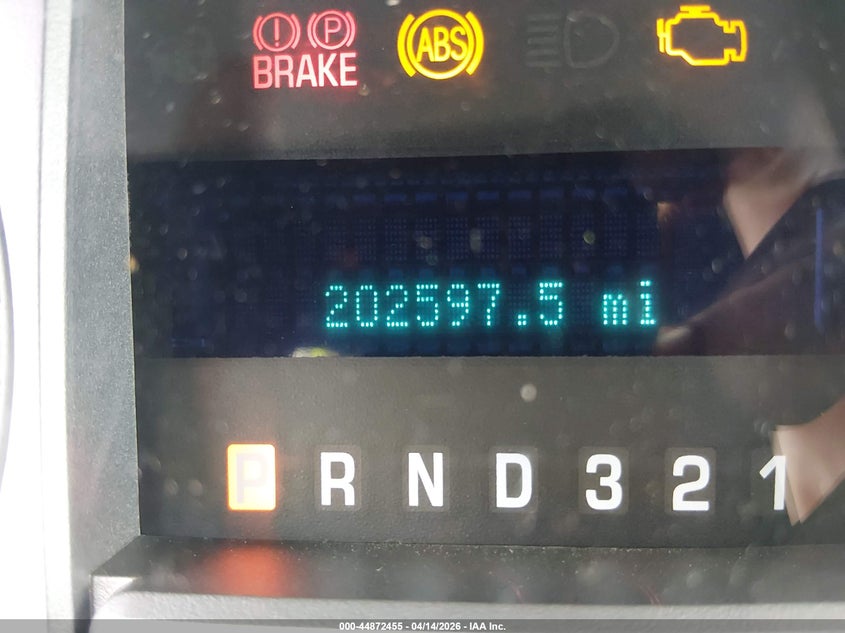 (!) (P)
BRAKE
ABS
202597.5 mi
P R N D 3 2 1
000-44872455 - 04/14/2026 - IAA Inc.